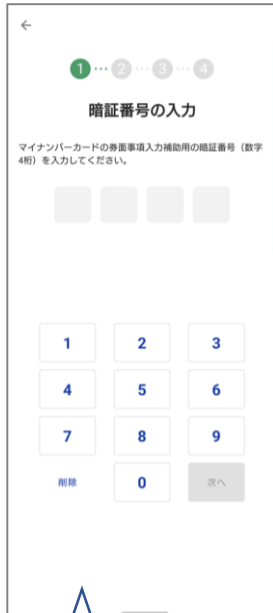 ←
1 … 2 … 3 … 4
暗証番号の入力
マイナンバーカードの券面事項入力補助用の暗証番号（数字
4桁）を入力してください。
1 2 3
4 5 6
7 8 9
削除 0 次へ